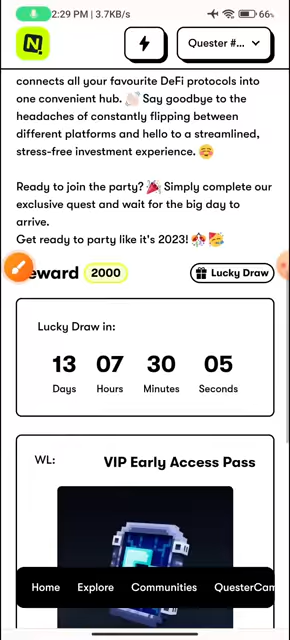 2:29 PM | 3.7KB/s
66%
N
Quester #...
connects all your favourite DeFi protocols into
one convenient hub. 👋🏻 Say goodbye to the
headaches of constantly flipping between
different platforms and hello to a streamlined,
stress-free investment experience. 😌
Ready to join the party? 🎉 Simply complete our
exclusive quest and wait for the big day to
arrive.
Get ready to party like it's 2023! 🎊 🥳
eward 2000
Lucky Draw
Lucky Draw in:
13 07 30 05
Days Hours Minutes Seconds
WL: VIP Early Access Pass
Home Explore Communities QuesterCam